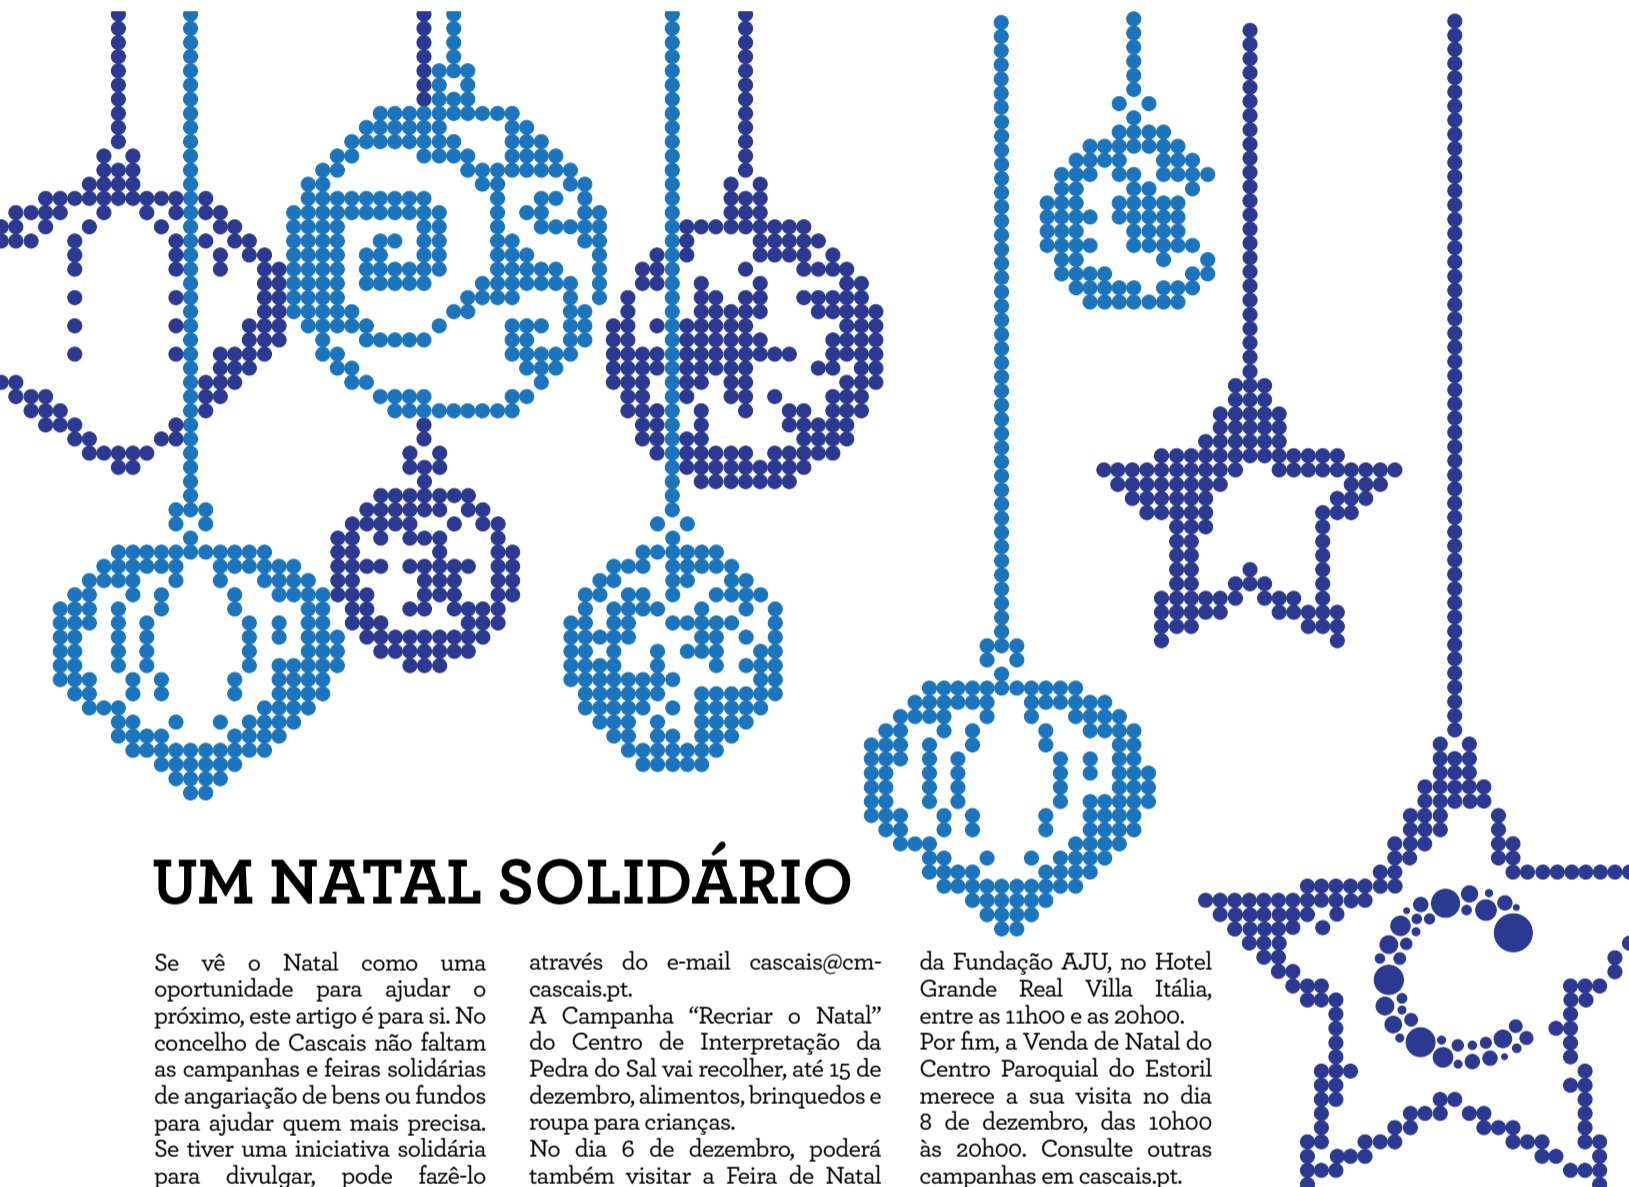 UM NATAL SOLIDÁRIO
Se vê o Natal como uma
oportunidade para ajudar o
próximo, este artigo é para si. No
concelho de Cascais não faltam
as campanhas e feiras solidárias
de angariação de bens ou fundos
para ajudar quem mais precisa.
Se tiver uma iniciativa solidária
para divulgar, pode fazê-lo
através do e-mail cascais@cm-
cascais.pt.
A Campanha “Recriar o Natal”
do Centro de Interpretação da
Pedra do Sal vai recolher, até 15 de
dezembro, alimentos, brinquedos e
roupa para crianças.
No dia 6 de dezembro, poderá
também visitar a Feira de Natal
da Fundação AJU, no Hotel
Grande Real Villa Itália,
entre as 11h00 e as 20h00.
Por fim, a Venda de Natal do
Centro Paroquial do Estoril
merece a sua visita no dia
8 de dezembro, das 10h00
às 20h00. Consulte outras
campanhas em cascais.pt.